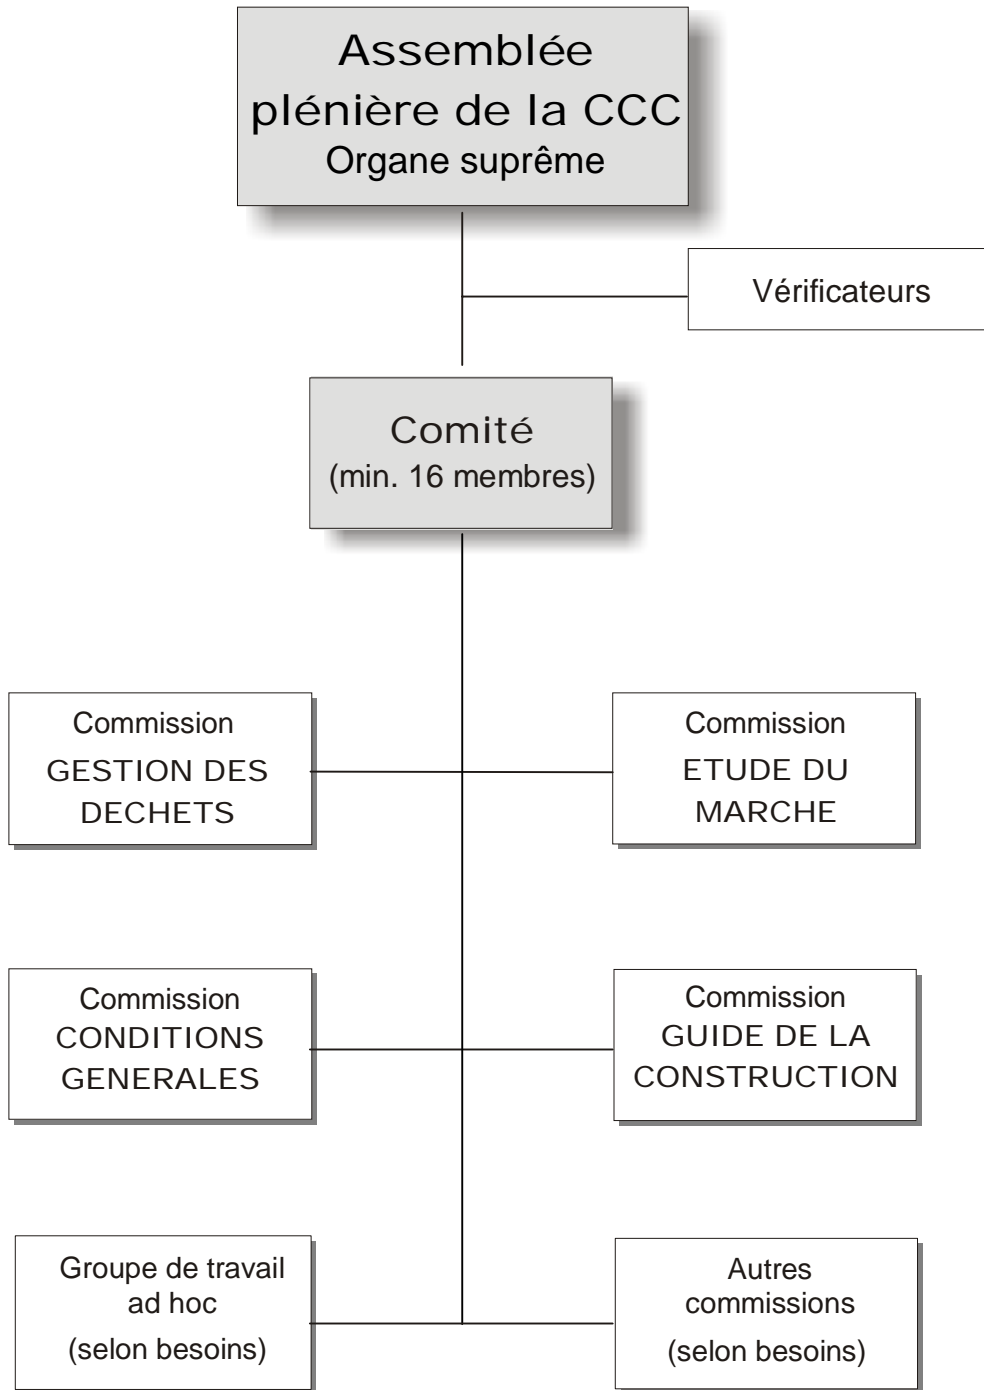 Assemblée
plénière de la CCC
Organe suprême
Vérificateurs
Comité
(min. 16 membres)
Commission
GESTION DES
DECHETS
Commission
ETUDE DU
MARCHE
Commission
CONDITIONS
GENERALES
Commission
GUIDE DE LA
CONSTRUCTION
Groupe de travail
ad hoc
(selon besoins)
Autres
commissions
(selon besoins)